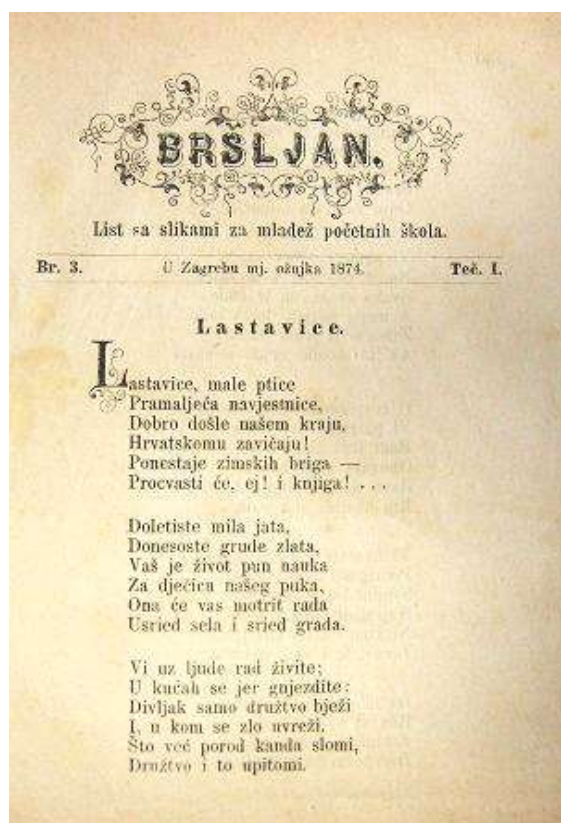 BRŠLJAN.
List sa slikami za mladež početnih škola.
Br. 3. U Zagrebu mj. ožujka 1874. Teč. I.
Lastavice.
Lastavice, male ptice
Pramaljeća navjestnice,
Dobro došle našem kraju,
Hrvatskomu zavičaju!
Ponestaje zimskih briga —
Procvasti će, ej! i knjiga! ...
Doletiste mila jata,
Donesoste grude zlata,
Vaš je život pun nauka
Za dječicu našeg puka,
Ona će vas motrit rada
Usried sela i sried grada.
Vi uz ljude rad živite;
U kućah se jer gnjezdite:
Divljak samo družtvo bježi
I, u kom se zlo uvreži.
Što već porod kanda slomi,
Družtvo i to upitomi.